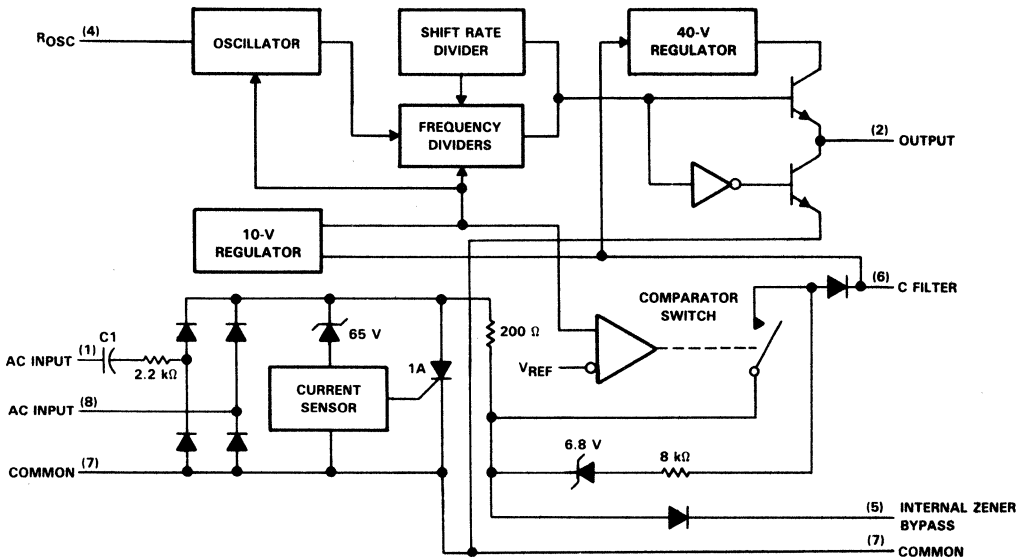 ROSC (4)
OSCILLATOR
SHIFT RATE
DIVIDER
40-V
REGULATOR
FREQUENCY
DIVIDERS
(2) OUTPUT
10-V
REGULATOR
(6) C FILTER
COMPARATOR
SWITCH
65 V
200 Ω
C1
AC INPUT (1)
2.2 kΩ
1A
VREF
CURRENT
SENSOR
AC INPUT (8)
6.8 V
8 kΩ
COMMON (7)
(5) INTERNAL ZENER
BYPASS
(7) COMMON